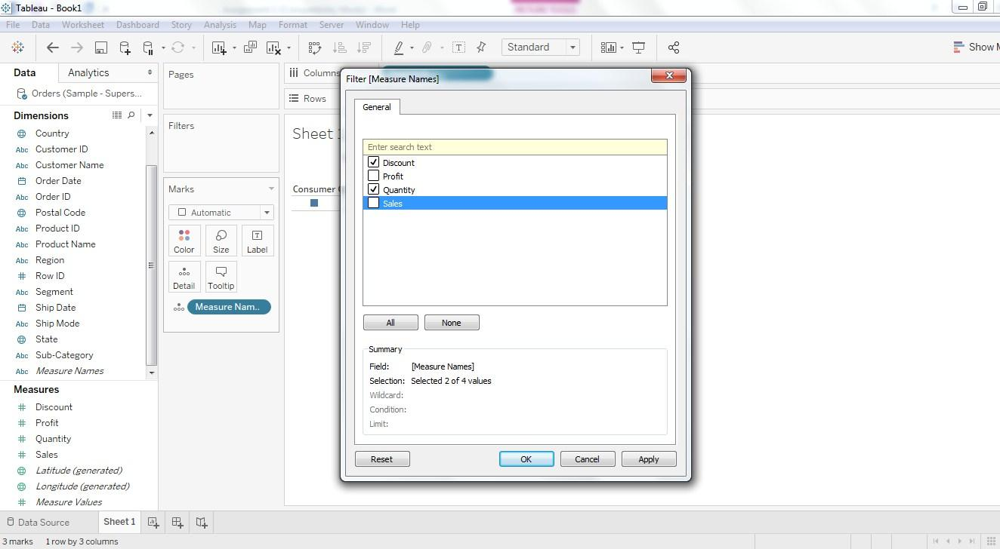 Tableau - Book1
File Data Worksheet Dashboard Story Analysis Map Format Server Window Help
Standard
Show M
Data Analytics
Orders (Sample - Supers...
Dimensions
Country
Customer ID
Customer Name
Order Date
Order ID
Postal Code
Product ID
Product Name
Region
Row ID
Segment
Ship Date
Ship Mode
State
Sub-Category
Measure Names
Measures
Discount
Profit
Quantity
Sales
Latitude (generated)
Longitude (generated)
Measure Values
Pages
Filters
Marks
Automatic
Color Size Label
Detail Tooltip
Measure Nam..
Columns
Rows
Sheet 1
Consumer
Filter [Measure Names]
General
Enter search text
Discount
Profit
Quantity
Sales
All None
Summary
Field: [Measure Names]
Selection: Selected 2 of 4 values
Wildcard:
Condition:
Limit:
Reset OK Cancel Apply
Data Source Sheet 1
3 marks 1 row by 3 columns